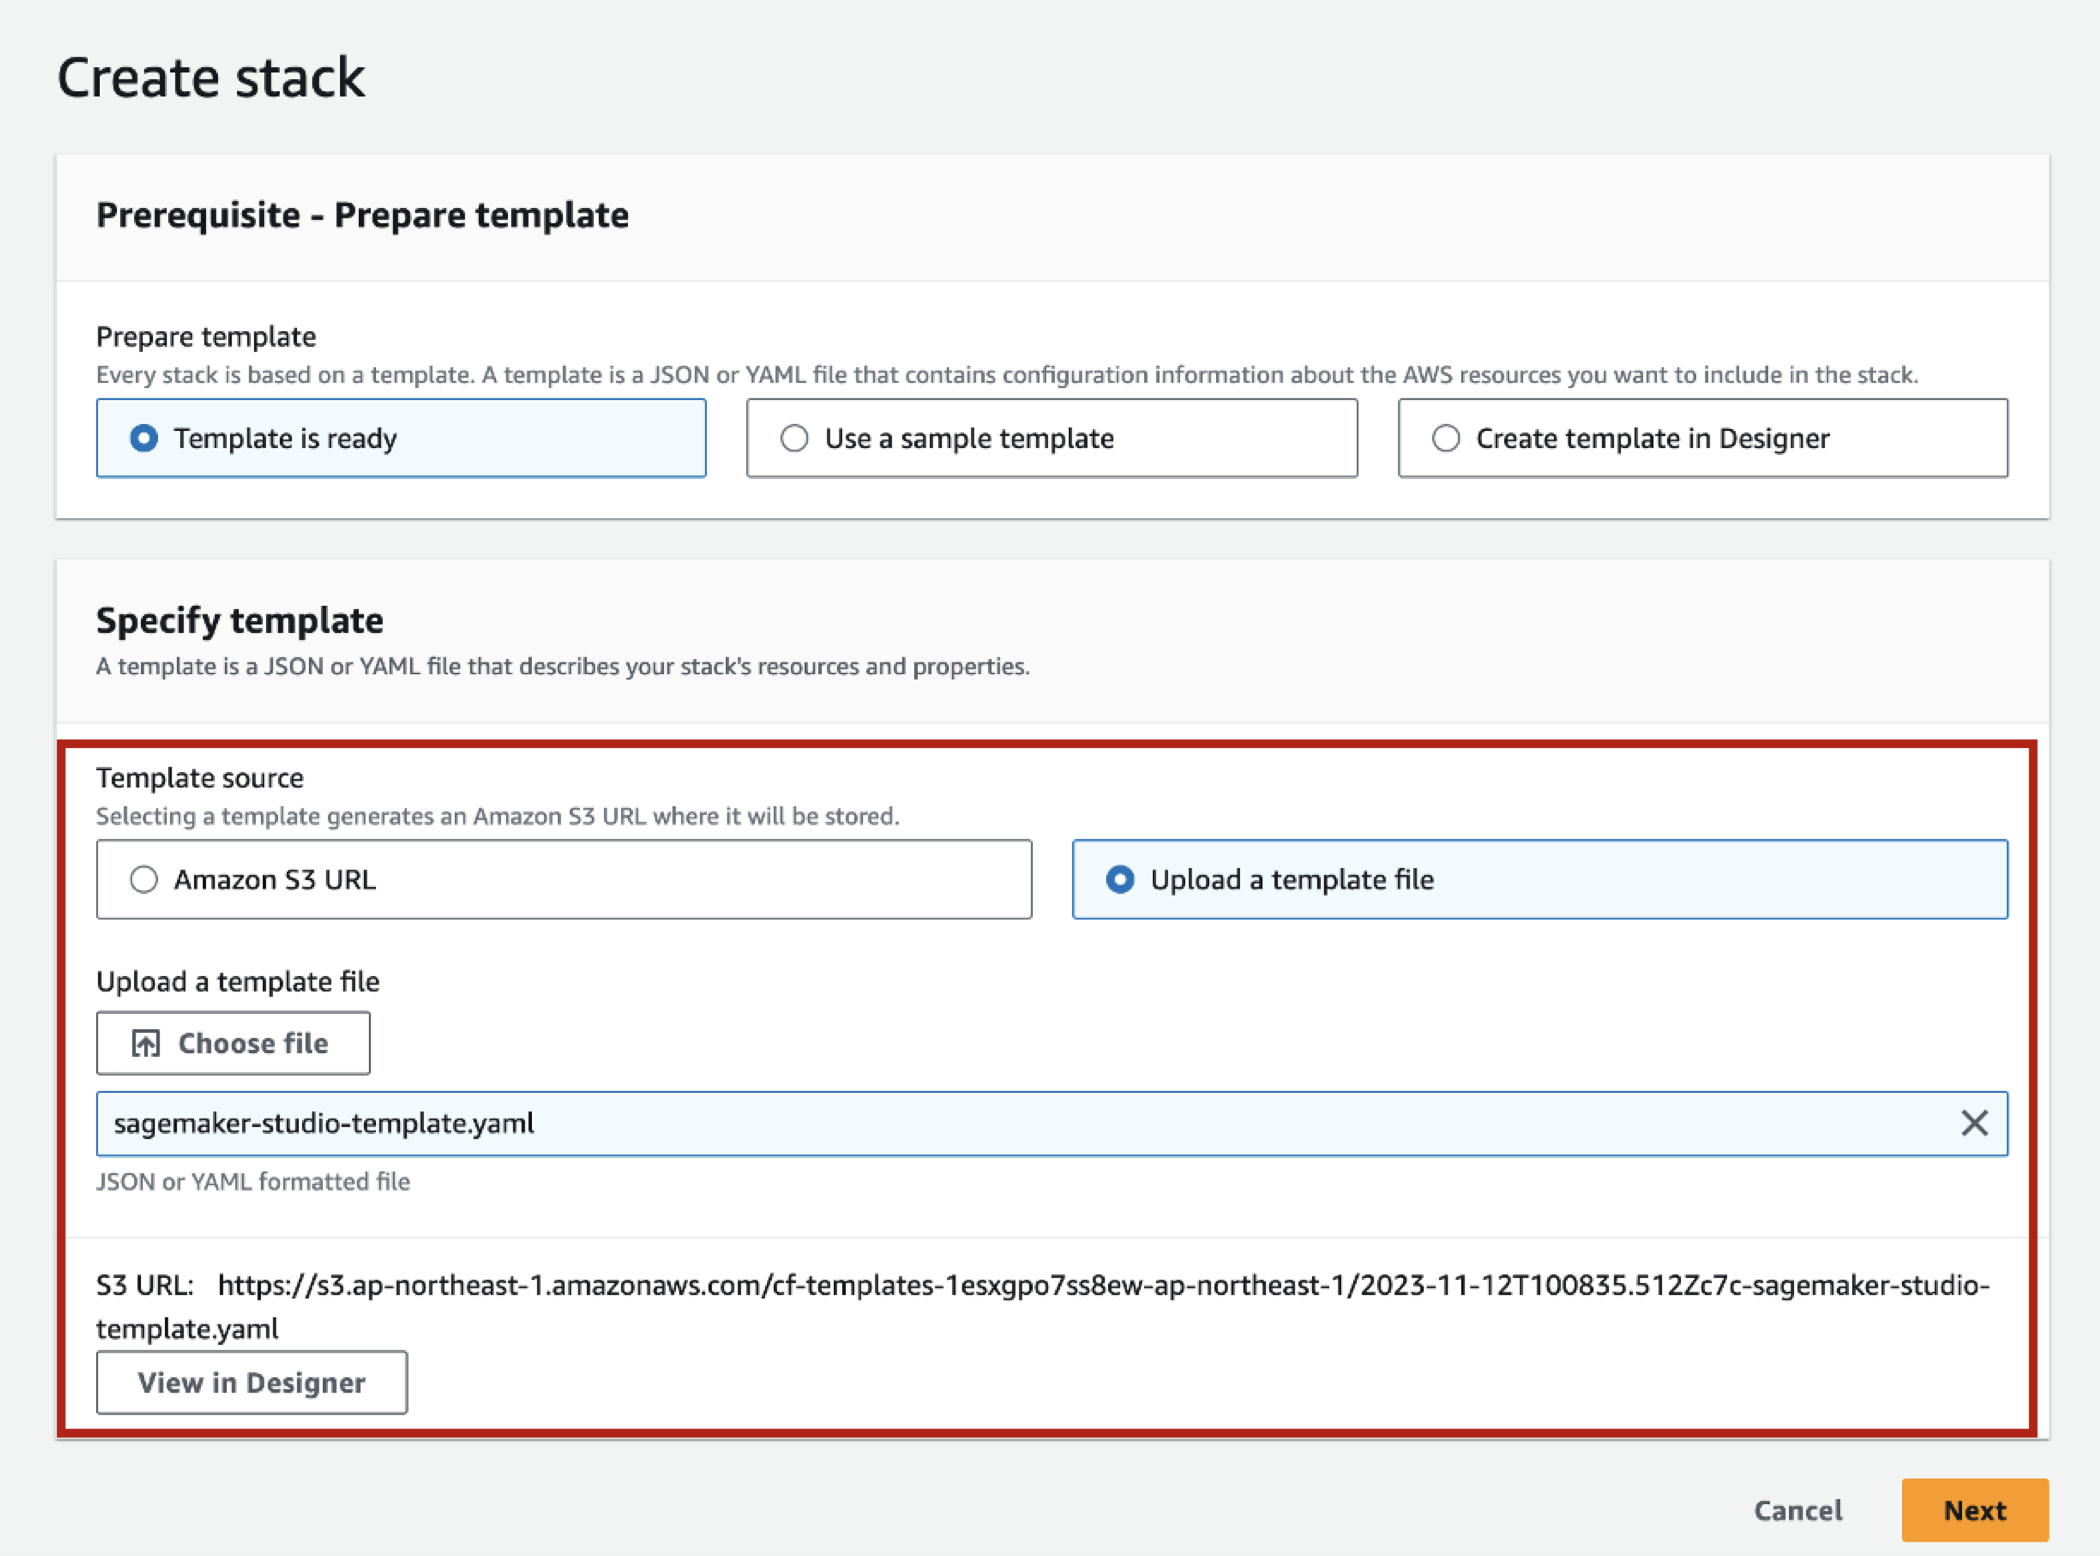 Create stack
Prerequisite - Prepare template
Prepare template
Every stack is based on a template. A template is a JSON or YAML file that contains configuration information about the AWS resources you want to include in the stack.
Template is ready
Use a sample template
Create template in Designer
Specify template
A template is a JSON or YAML file that describes your stack's resources and properties.
Template source
Selecting a template generates an Amazon S3 URL where it will be stored.
Amazon S3 URL
Upload a template file
Upload a template file
Choose file
sagemaker-studio-template.yaml
JSON or YAML formatted file
S3 URL: https://s3.ap-northeast-1.amazonaws.com/cf-templates-1esxgpo7ss8ew-ap-northeast-1/2023-11-12T100835.512Zc7c-sagemaker-studio-
template.yaml
View in Designer
Cancel
Next